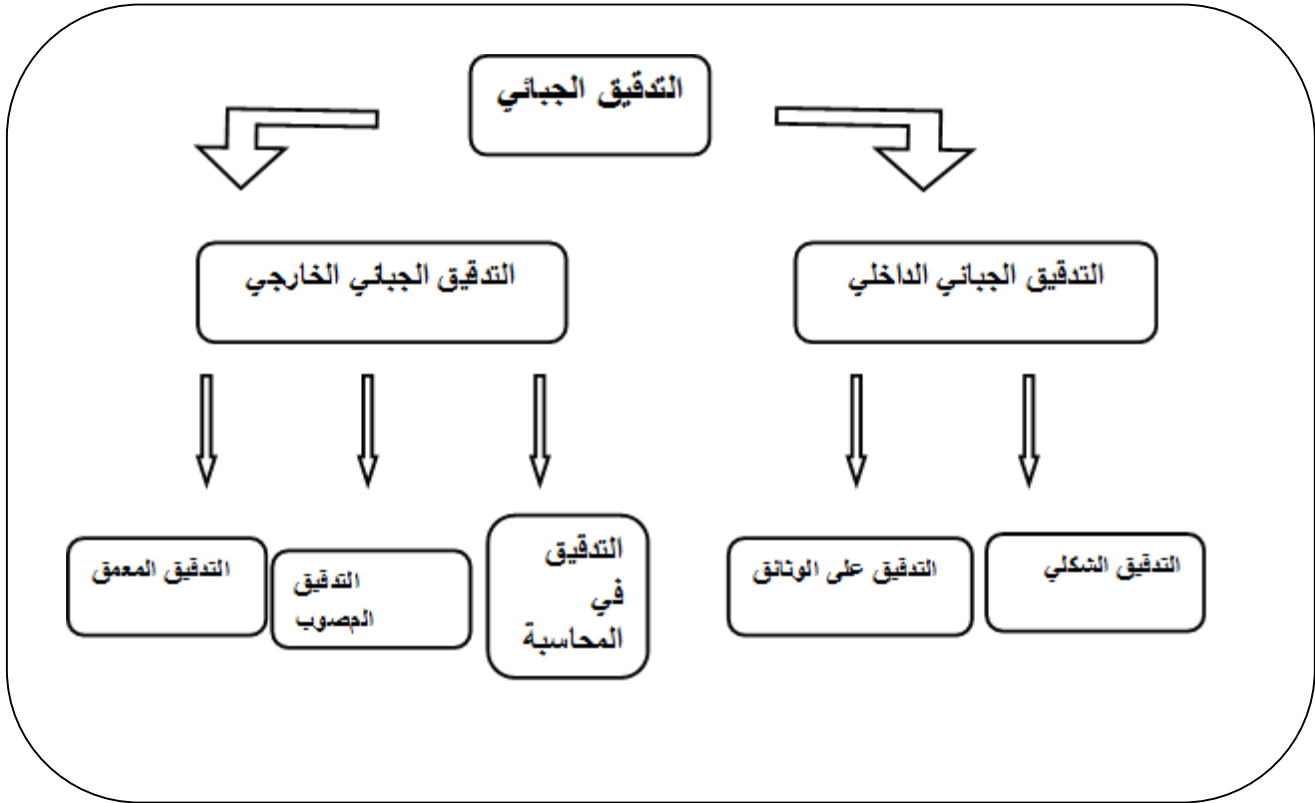 التدقيق الجبائي
التدقيق الجبائي الداخلي
التدقيق الجبائي الخارجي
التدقيق الشكلي
التدقيق على الوثائق
التدقيق
في
المحاسبة
التدقيق
المصوب
التدقيق المعمق